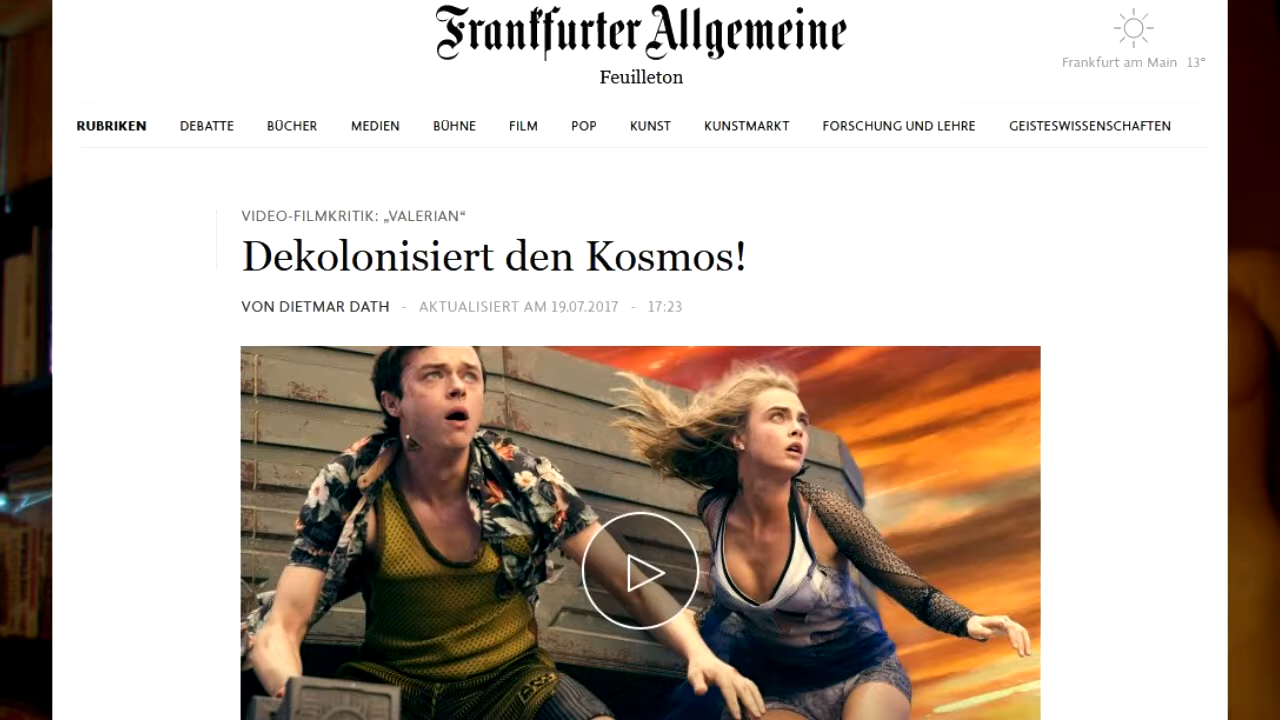 Frankfurter Allgemeine
Feuilleton
Frankfurt am Main 13°
RUBRIKEN DEBATTE BÜCHER MEDIEN BÜHNE FILM POP KUNST KUNSTMARKT FORSCHUNG UND LEHRE GEISTESWISSENSCHAFTEN
VIDEO-FILMKRITIK: „VALERIAN“
Dekolonisiert den Kosmos!
VON DIETMAR DATH - AKTUALISIERT AM 19.07.2017 - 17:23